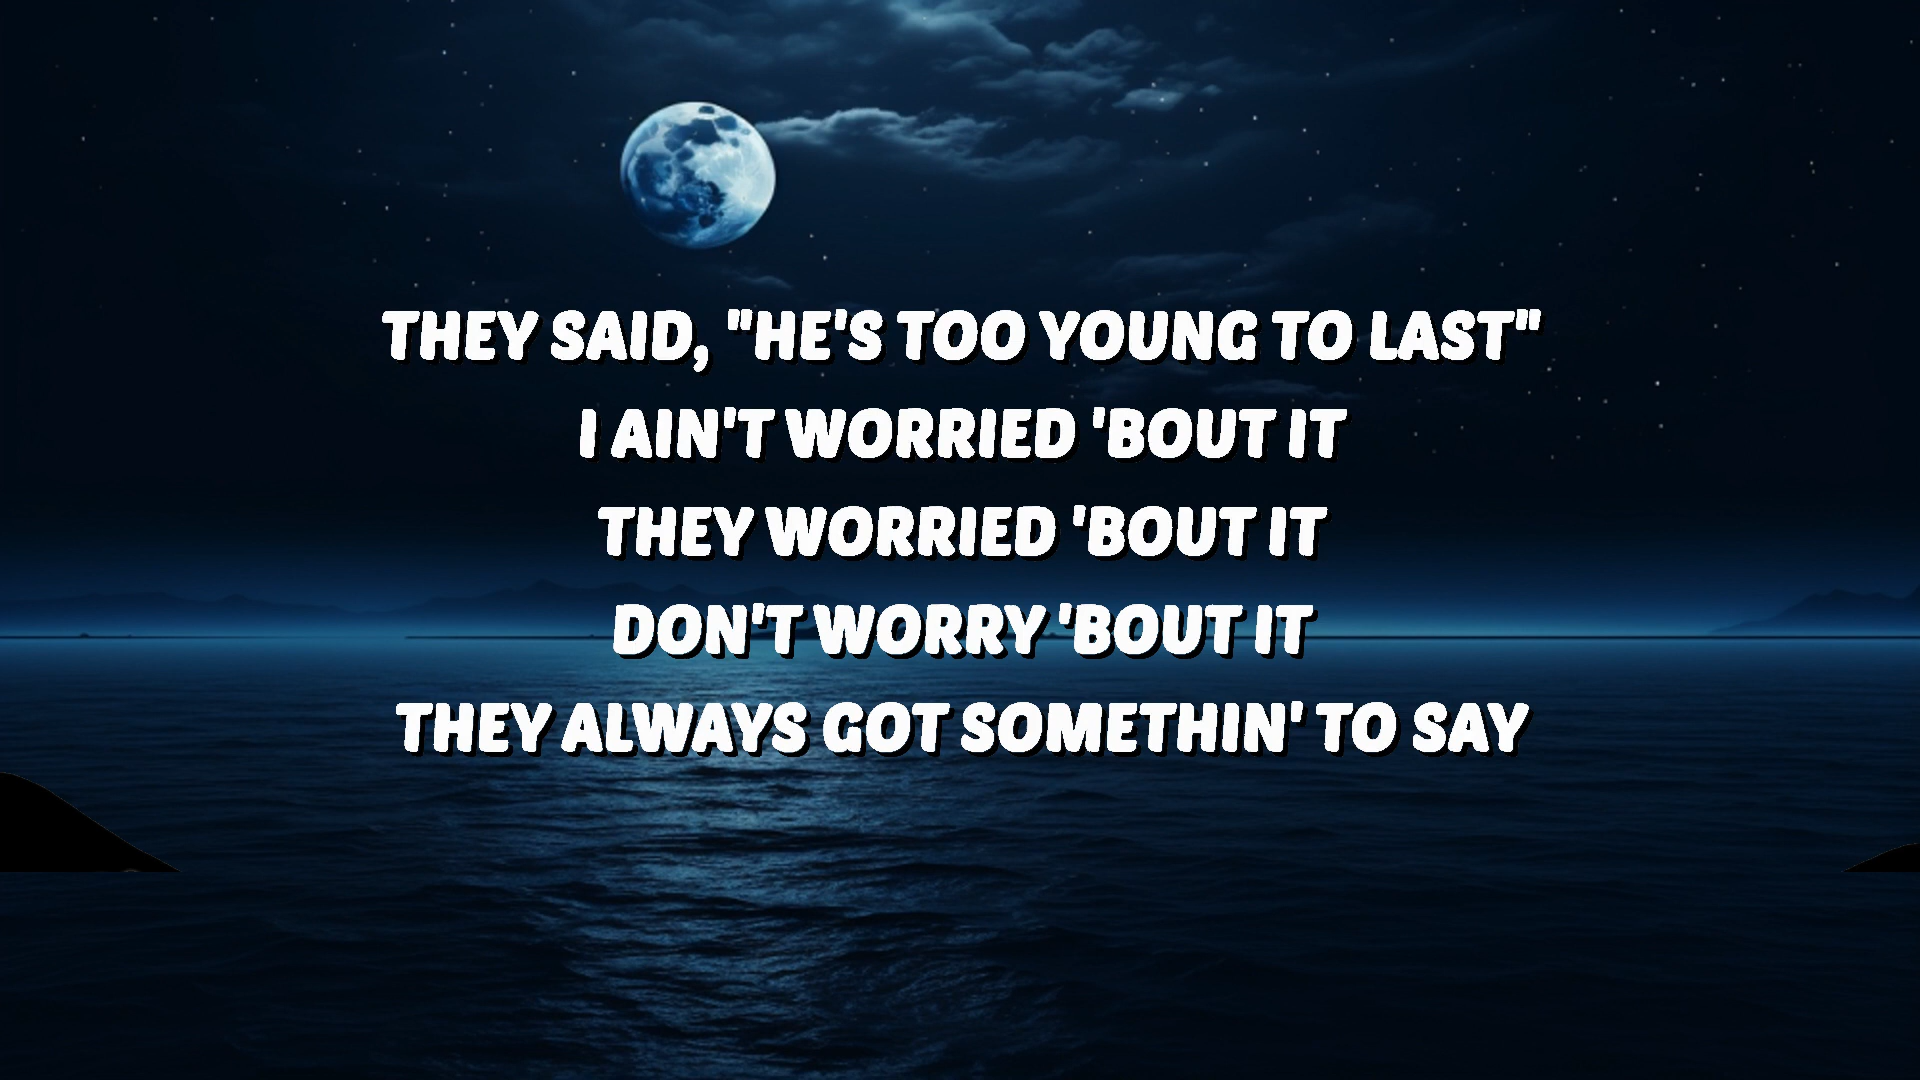 THEY SAID, "HE'S TOO YOUNG TO LAST"
I AIN'T WORRIED 'BOUT IT
THEY WORRIED 'BOUT IT
DON'T WORRY 'BOUT IT
THEY ALWAYS GOT SOMETHIN' TO SAY